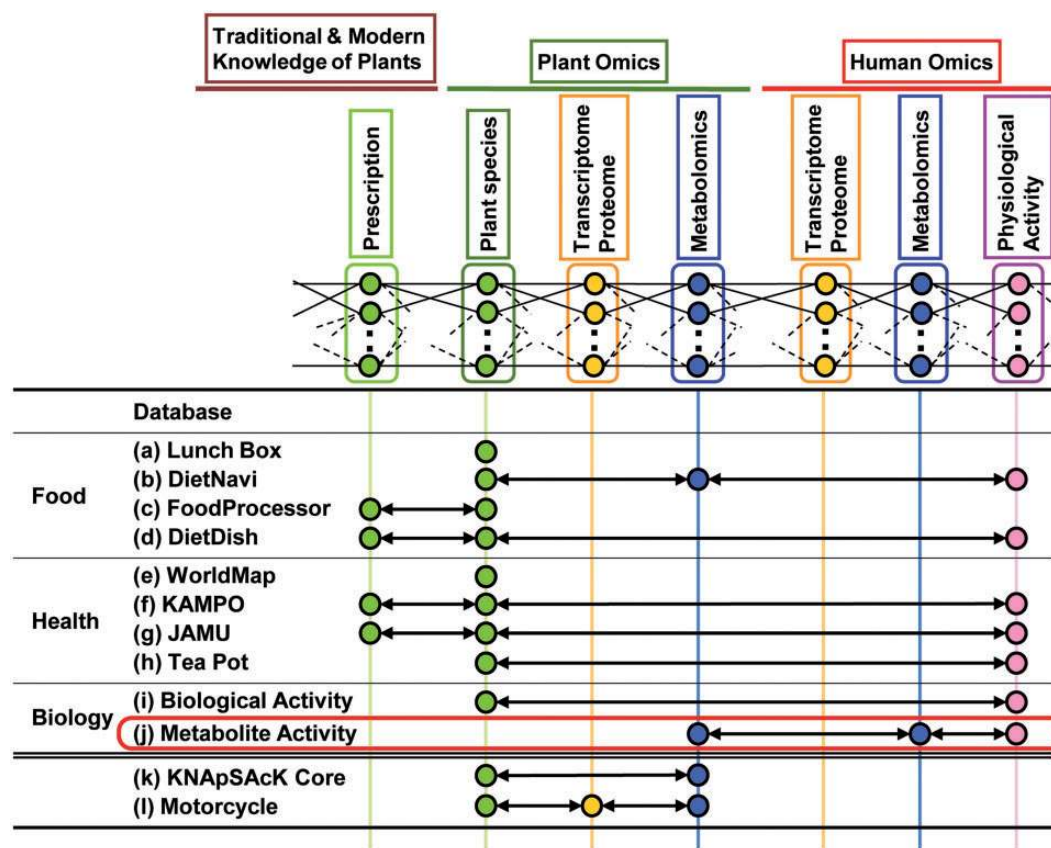 Traditional & Modern
Knowledge of Plants
Plant Omics
Human Omics
Prescription
Plant species
Transcriptome
Proteome
Metabolomics
Transcriptome
Proteome
Metabolomics
Physiological
Activity
Database
Food
(a) Lunch Box
(b) DietNavi
(c) FoodProcessor
(d) DietDish
Health
(e) WorldMap
(f) KAMPO
(g) JAMU
(h) Tea Pot
Biology
(i) Biological Activity
(j) Metabolite Activity
(k) KNApSAcK Core
(l) Motorcycle